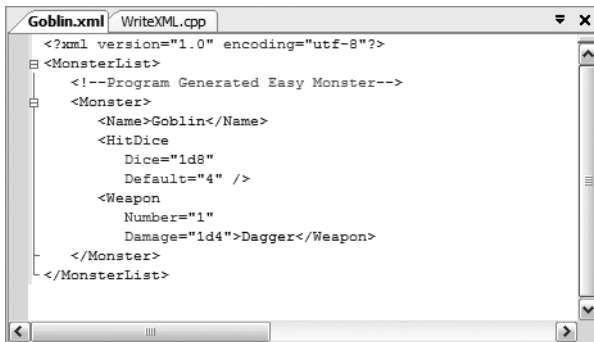 Goblin.xml WriteXML.cpp
<?xml version="1.0" encoding="utf-8"?>
<MonsterList>
<!--Program Generated Easy Monster-->
<Monster>
<Name>Goblin</Name>
<HitDice
Dice="1d8"
Default="4" />
<Weapon
Number="1"
Damage="1d4">Dagger</Weapon>
</Monster>
</MonsterList>